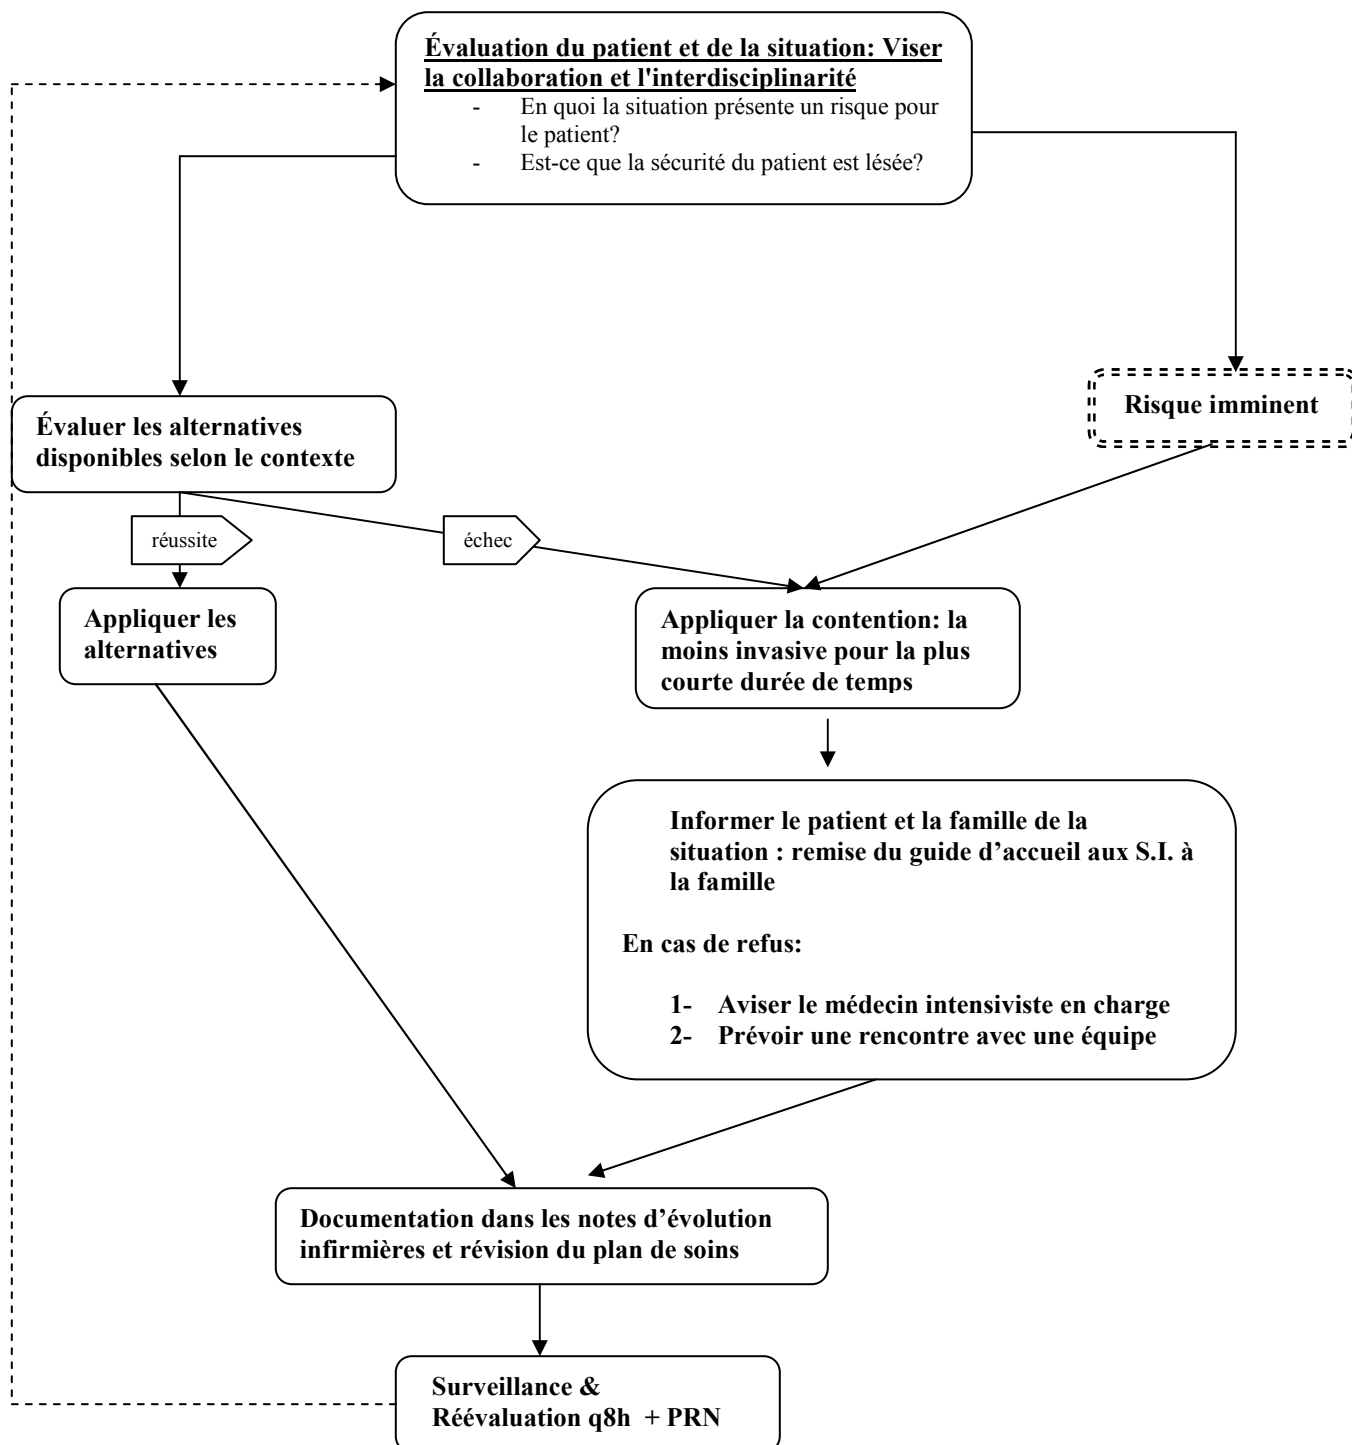 Évaluation du patient et de la situation: Viser
la collaboration et l'interdisciplinarité
- En quoi la situation présente un risque pour
le patient?
- Est-ce que la sécurité du patient est lésée?
Risque imminent
Évaluer les alternatives
disponibles selon le contexte
réussite
échec
Appliquer les
alternatives
Appliquer la contention: la
moins invasive pour la plus
courte durée de temps
Informer le patient et la famille de la
situation : remise du guide d’accueil aux S.I. à
la famille
En cas de refus:
1- Aviser le médecin intensiviste en charge
2- Prévoir une rencontre avec une équipe
Documentation dans les notes d’évolution
infirmières et révision du plan de soins
Surveillance &
Réévaluation q8h + PRN